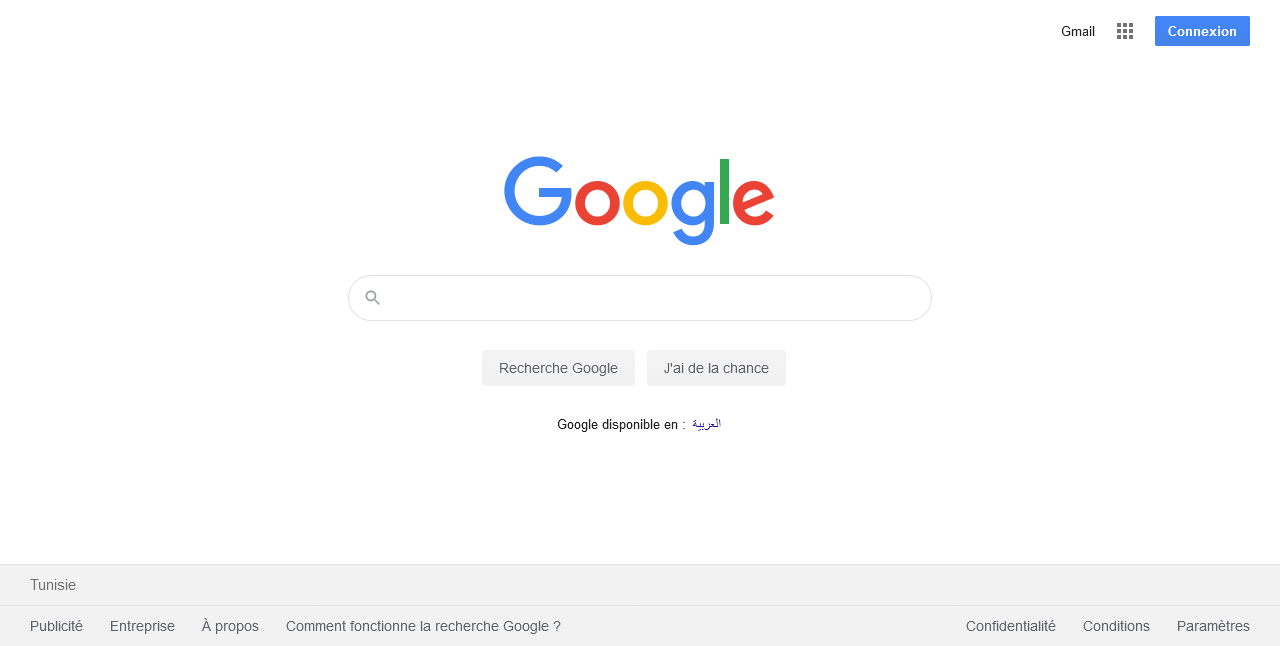 Gmail Connexion
Google
Recherche Google J'ai de la chance
Google disponible en : العربية
Tunisie
Publicité Entreprise À propos Comment fonctionne la recherche Google ? Confidentialité Conditions Paramètres